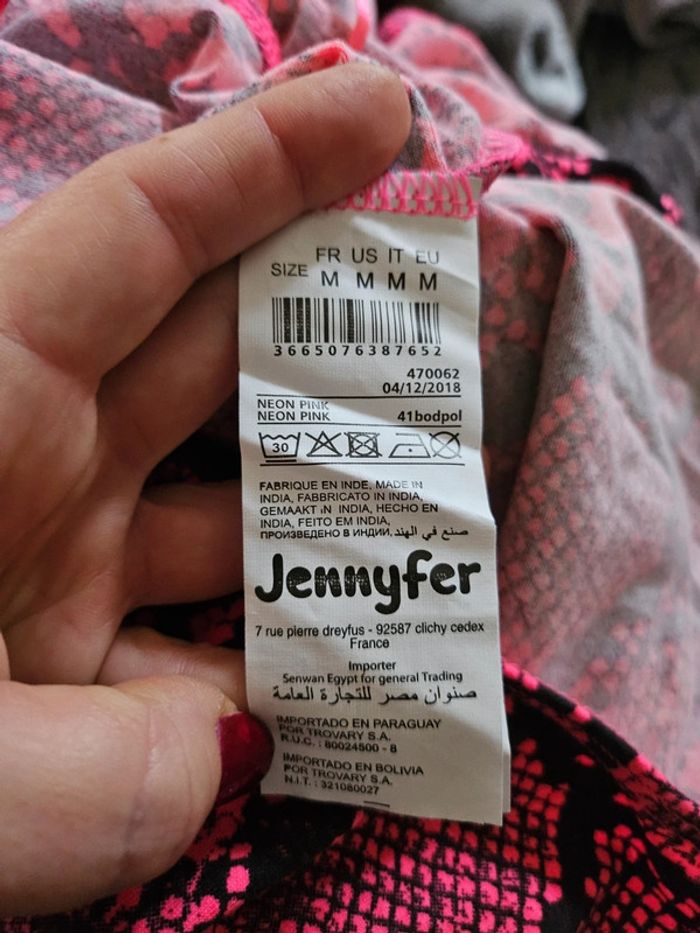 FR US IT EU
SIZE M M M M
3665076387652
470062
04/12/2018
NEON PINK
NEON PINK 41bodpol
30
FABRIQUE EN INDE, MADE IN
INDIA, FABBRICATO IN INDIA,
GEMAAKT IN INDIA, HECHO EN
INDIA, FEITO EM INDIA,
ПРОИЗВЕДЕНО В ИНДИИ, صنع في الهند
Jennyfer
7 rue pierre dreyfus - 92587 clichy cedex
France
Importer
Senwan Egypt for general Trading
صنوان مصر للتجارة العامة
IMPORTADO EN PARAGUAY
POR TROVARY S.A.
R.U.C. : 80024500 - 8
IMPORTADO EN BOLIVIA
POR TROVARY S.A.
N.I.T. : 321080027